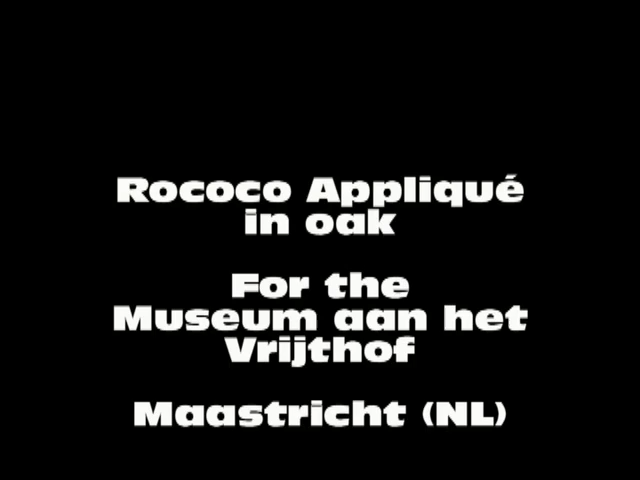 Rococo Appliqué
in oak
For the
Museum aan het
Vrijthof
Maastricht (NL)